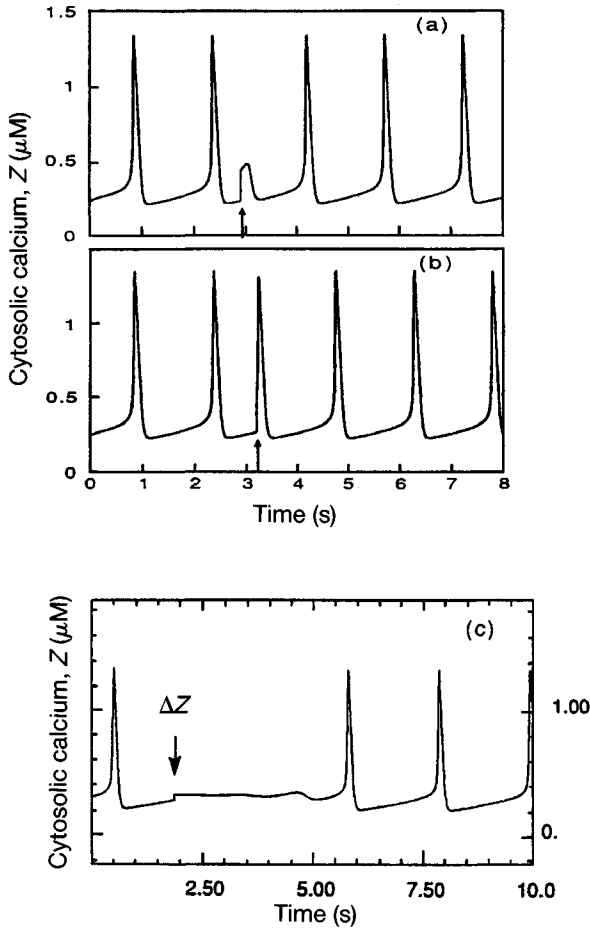 1.5
(a)
1
0.5
0
Cytosolic calcium, Z (μM)
(b)
1
0.5
0
0 1 2 3 4 5 6 7 8
Time (s)
(c)
Cytosolic calcium, Z (μM)
ΔZ
1.00
0.
2.50 5.00 7.50 10.0
Time (s)